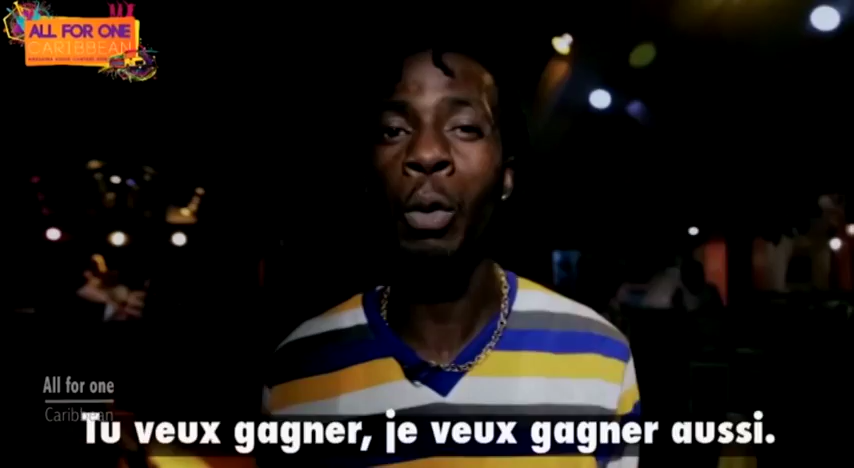 ALL FOR ONE
CARIBBEAN
All for one
Caribbean
Tu veux gagner, je veux gagner aussi.